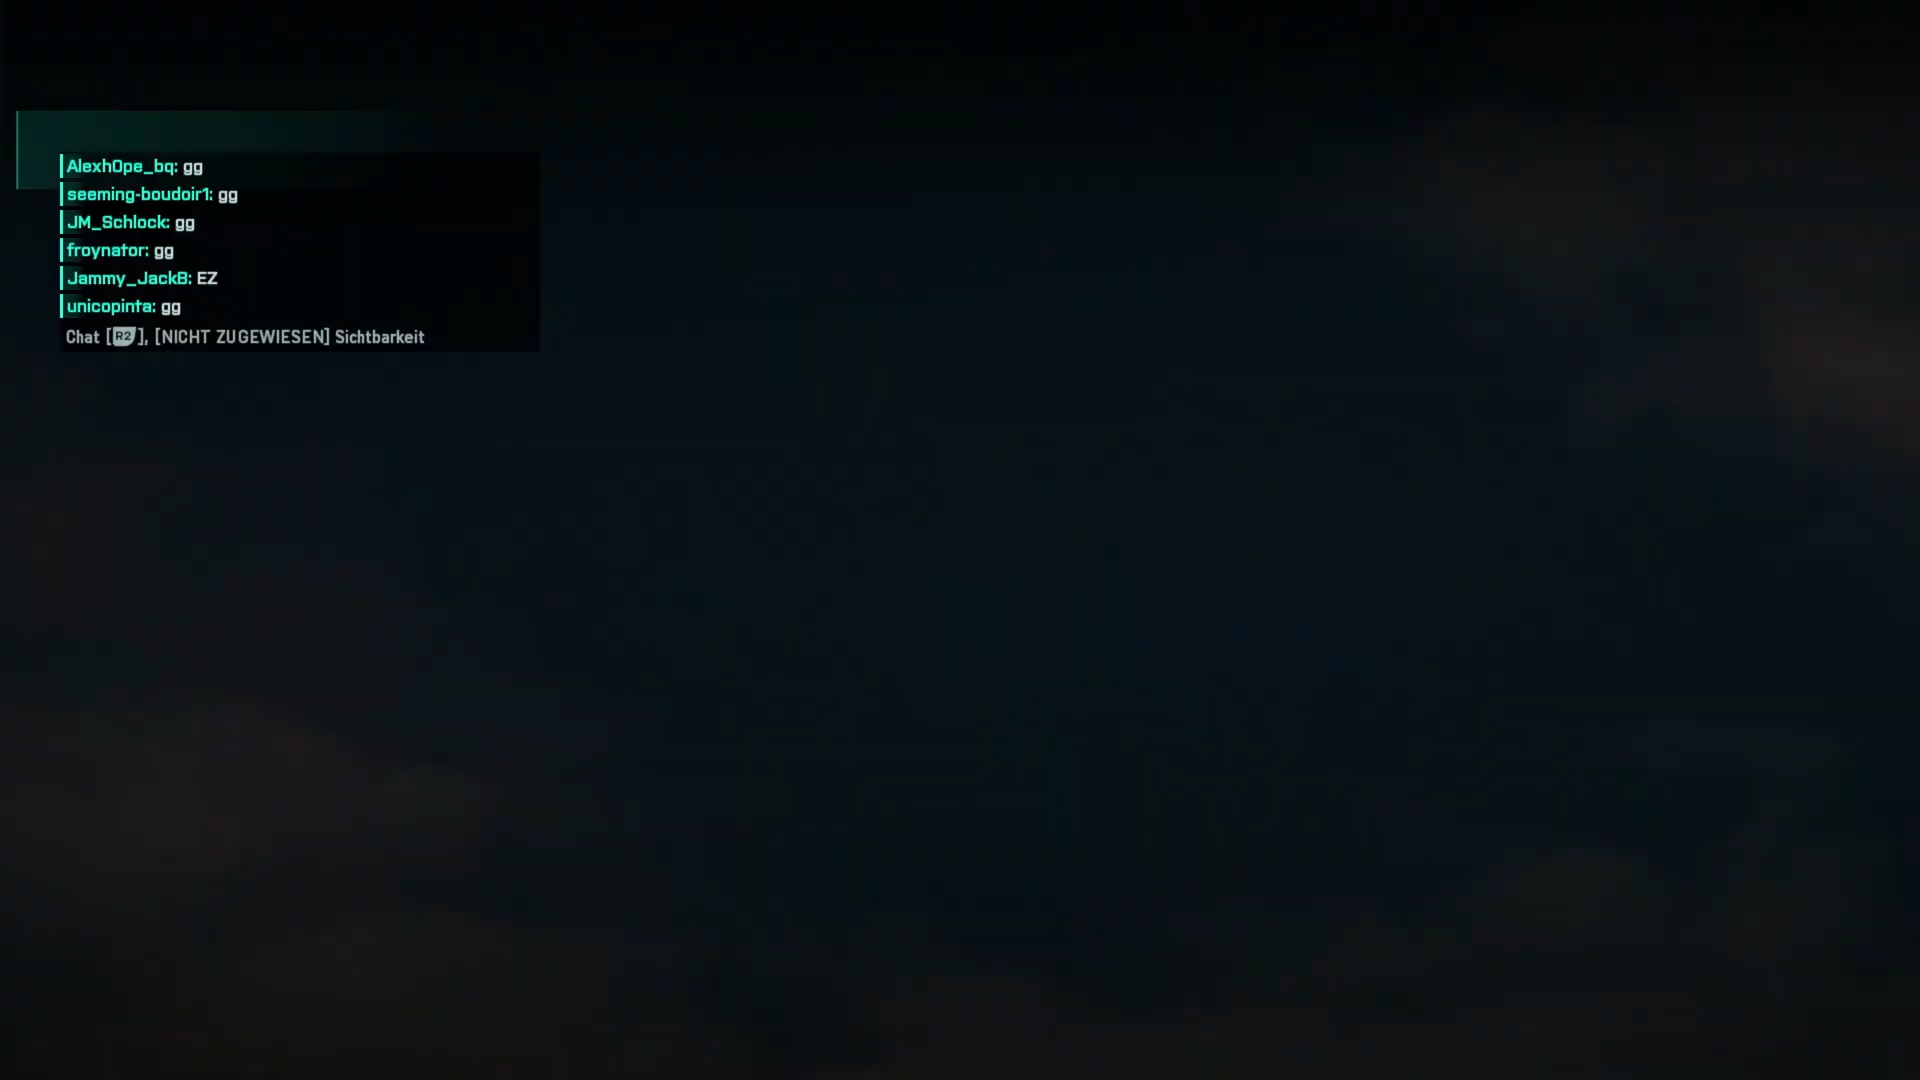 AlexhOpe_bq: gg
seeming-boudoir1: gg
JM_Schlock: gg
froynator: gg
Jammy_JackB: EZ
unicopinta: gg
Chat [R2], [NICHT ZUGEWIESEN] Sichtbarkeit